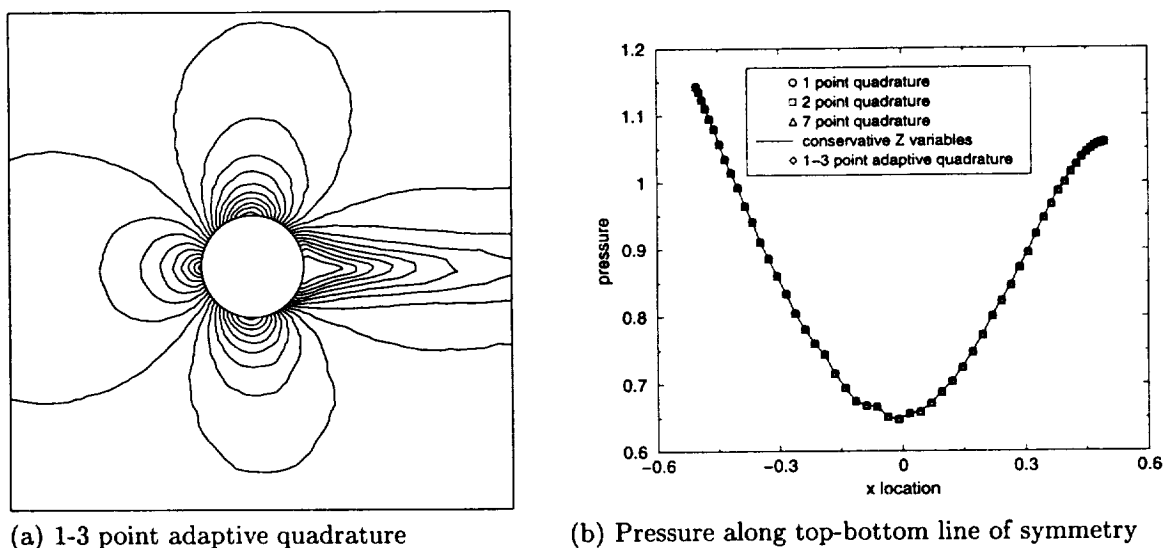 1.2
1.1
1
0.9
0.8
0.7
0.6
pressure
1 point quadrature
2 point quadrature
7 point quadrature
conservative Z variables
1-3 point adaptive quadrature
-0.6
-0.3
0
0.3
0.6
x location
(a) 1-3 point adaptive quadrature
(b) Pressure along top-bottom line of symmetry